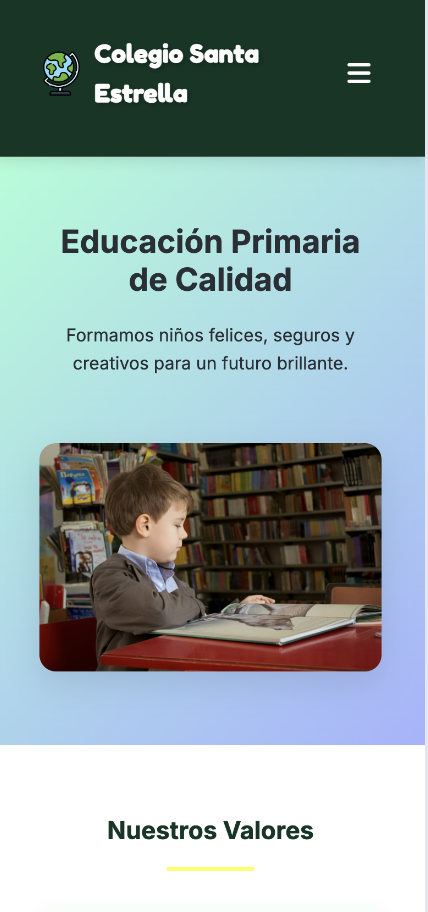 Colegio Santa
Estrella
Educación Primaria
de Calidad
Formamos niños felices, seguros y
creativos para un futuro brillante.
Nuestros Valores